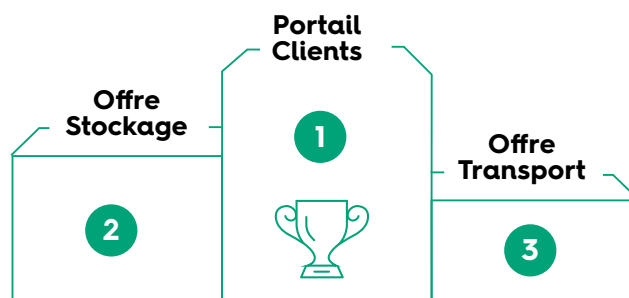 Portail
Clients
1
Offre
Stockage
2
Offre
Transport
3